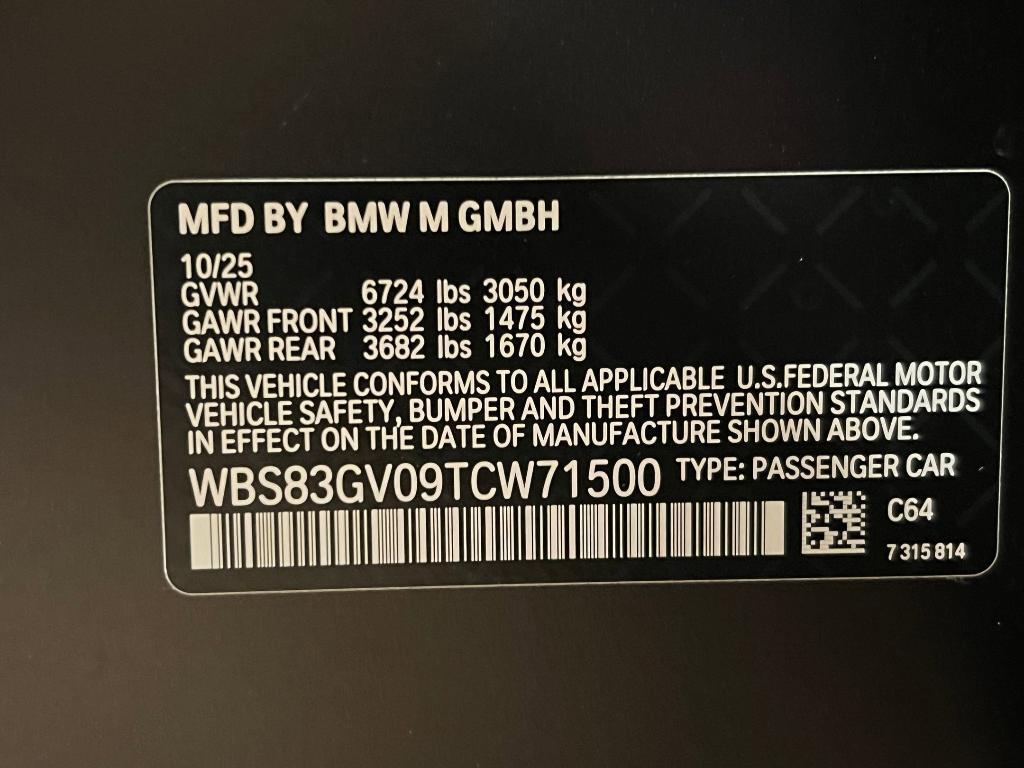 MFD BY BMW M GMBH
10/25
GVWR 6724 lbs 3050 kg
GAWR FRONT 3252 lbs 1475 kg
GAWR REAR 3682 lbs 1670 kg
THIS VEHICLE CONFORMS TO ALL APPLICABLE U.S.FEDERAL MOTOR
VEHICLE SAFETY, BUMPER AND THEFT PREVENTION STANDARDS
IN EFFECT ON THE DATE OF MANUFACTURE SHOWN ABOVE.
WBS83GV09TCW71500 TYPE: PASSENGER CAR
C64
7 315 814